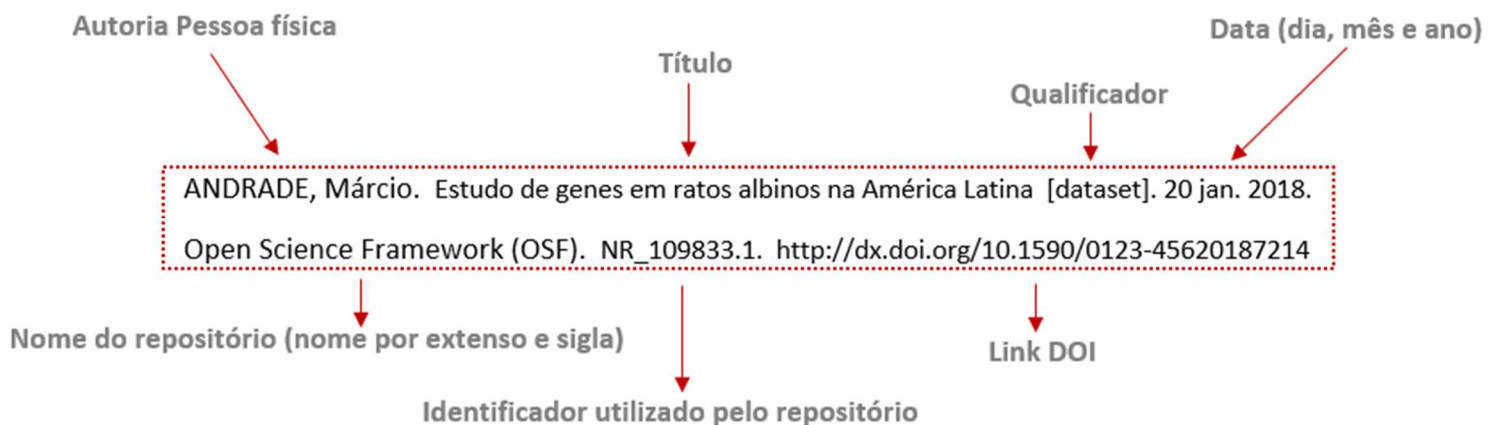 Autoria Pessoa física
Data (dia, mês e ano)
Título
Qualificador
ANDRADE, Márcio. Estudo de genes em ratos albinos na América Latina [dataset]. 20 jan. 2018.
Open Science Framework (OSF). NR_109833.1. http://dx.doi.org/10.1590/0123-45620187214
Nome do repositório (nome por extenso e sigla)
Link DOI
Identificador utilizado pelo repositório